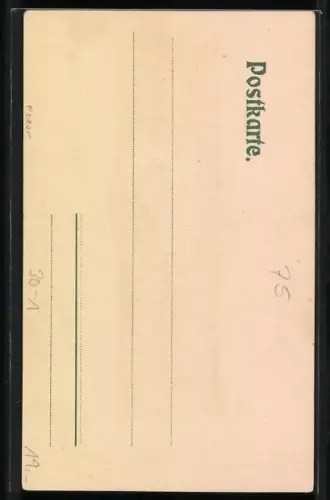 Postkarte.
75
30-1
19,-